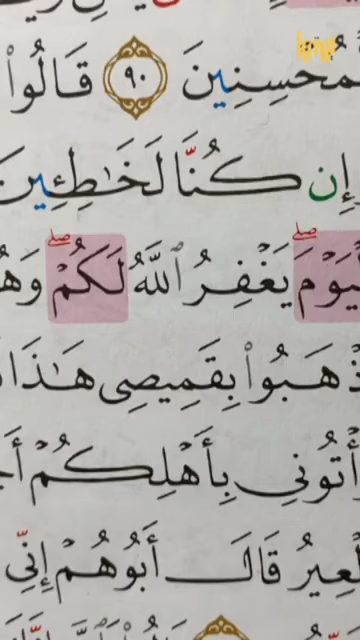 ٱلْمُحْسِنِينَ ٩٠ قَالُوا۟
وَإِن كُنَّا لَخَـٰطِـِٔينَ
ٱلْيَوْمَ ۖ يَغْفِرُ ٱللَّهُ لَكُمْ ۖ وَهُوَ
ٱذْهَبُوا۟ بِقَمِيصِى هَـٰذَا
وَأْتُونِى بِأَهْلِكُمْ
ٱلْعِيرُ قَالَ أَبُوهُمْ إِنِّى